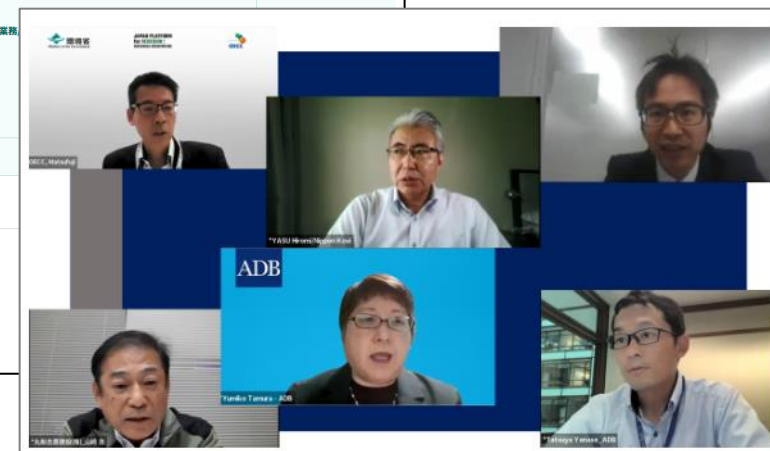 業務
環境省
JAPAN PLATFORM
for REDESIGN:
OECC
OECC_Matsufuji
*YASU Hiromi/Nippon Koei
ADB
*Yumiko Tamura - ADB
*Tatsuya Yanase_ADB